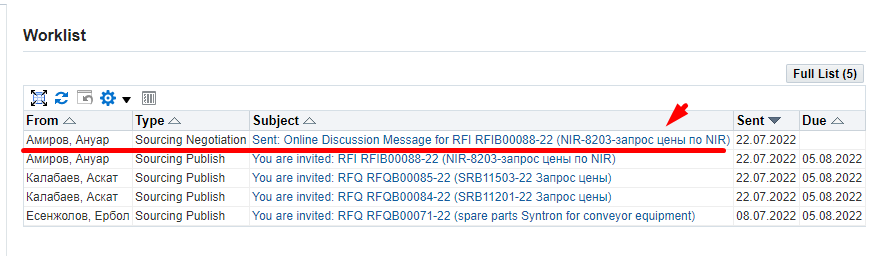 Worklist
Full List (5)
From Type Subject Sent Due
Амиров, Ануар Sourcing Negotiation Sent: Online Discussion Message for RFI RFIB00088-22 (NIR-8203-запрос цены по NIR) 22.07.2022
Амиров, Ануар Sourcing Publish You are invited: RFI RFIB00088-22 (NIR-8203-запрос цены по NIR) 22.07.2022 05.08.2022
Калабаев, Аскат Sourcing Publish You are invited: RFQ RFQB00085-22 (SRB11503-22 Запрос цены) 22.07.2022 05.08.2022
Калабаев, Аскат Sourcing Publish You are invited: RFQ RFQB00084-22 (SRB11201-22 Запрос цены) 22.07.2022 05.08.2022
Есенжолов, Ербол Sourcing Publish You are invited: RFQ RFQB00071-22 (spare parts Syntron for conveyor equipment) 08.07.2022 05.08.2022